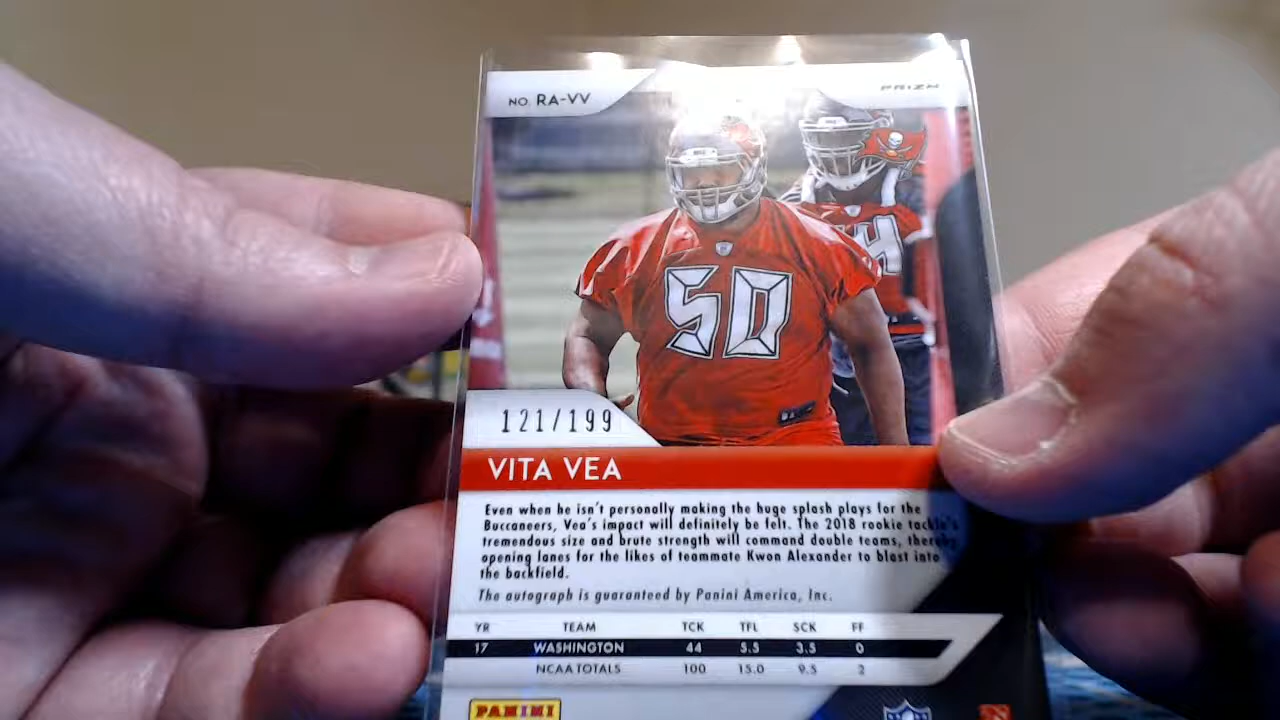 NO. RA-VV
PRIZM
50
121/199
VITA VEA
Even when he isn't personally making the huge splash plays for the
Buccaneers, Vea's impact will definitely be felt. The 2018 rookie tackle's
tremendous size and brute strength will command double teams, thereby
opening lanes for the likes of teammate Kwon Alexander to blast into
the backfield.
The autograph is guaranteed by Panini America, Inc.
YR TEAM TCK TFL SCK FF
17 WASHINGTON 44 5.5 3.5 0
NCAA TOTALS 100 15.0 9.5 2
PANINI
NFL